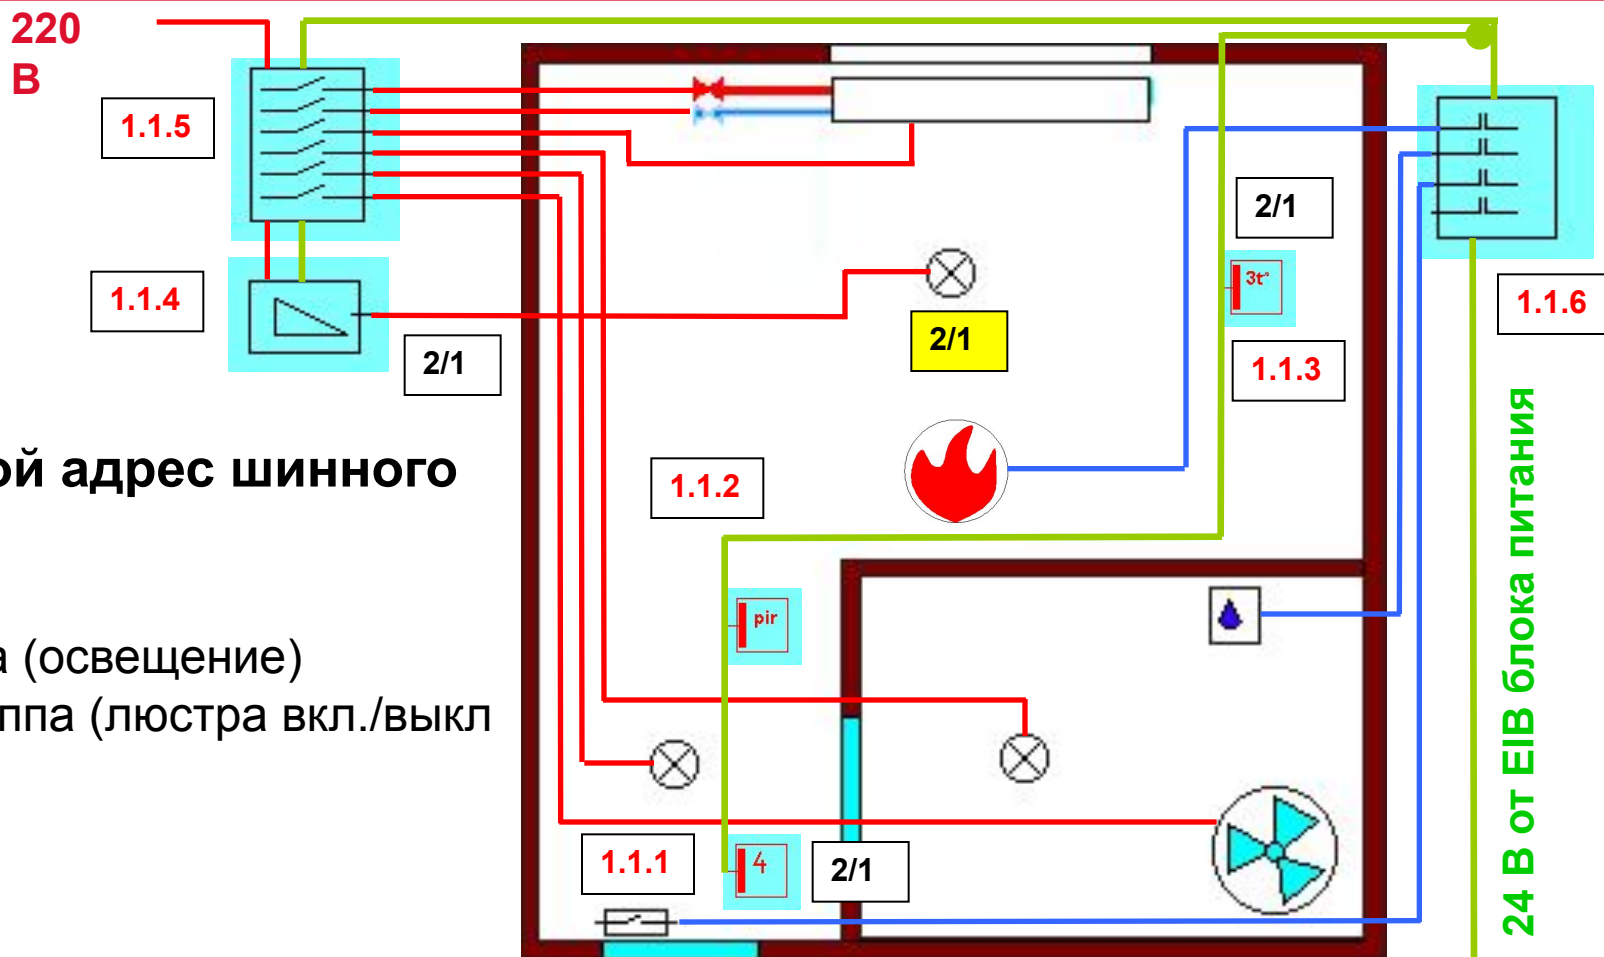 220
В
1.1.5
2/1
3t°
1.1.4
1.1.6
2/1
2/1
1.1.3
ой адрес шинного
1.1.2
24 В от EIB блока питания
pir
а (освещение)
ппа (люстра вкл./выкл
1.1.1
4
2/1